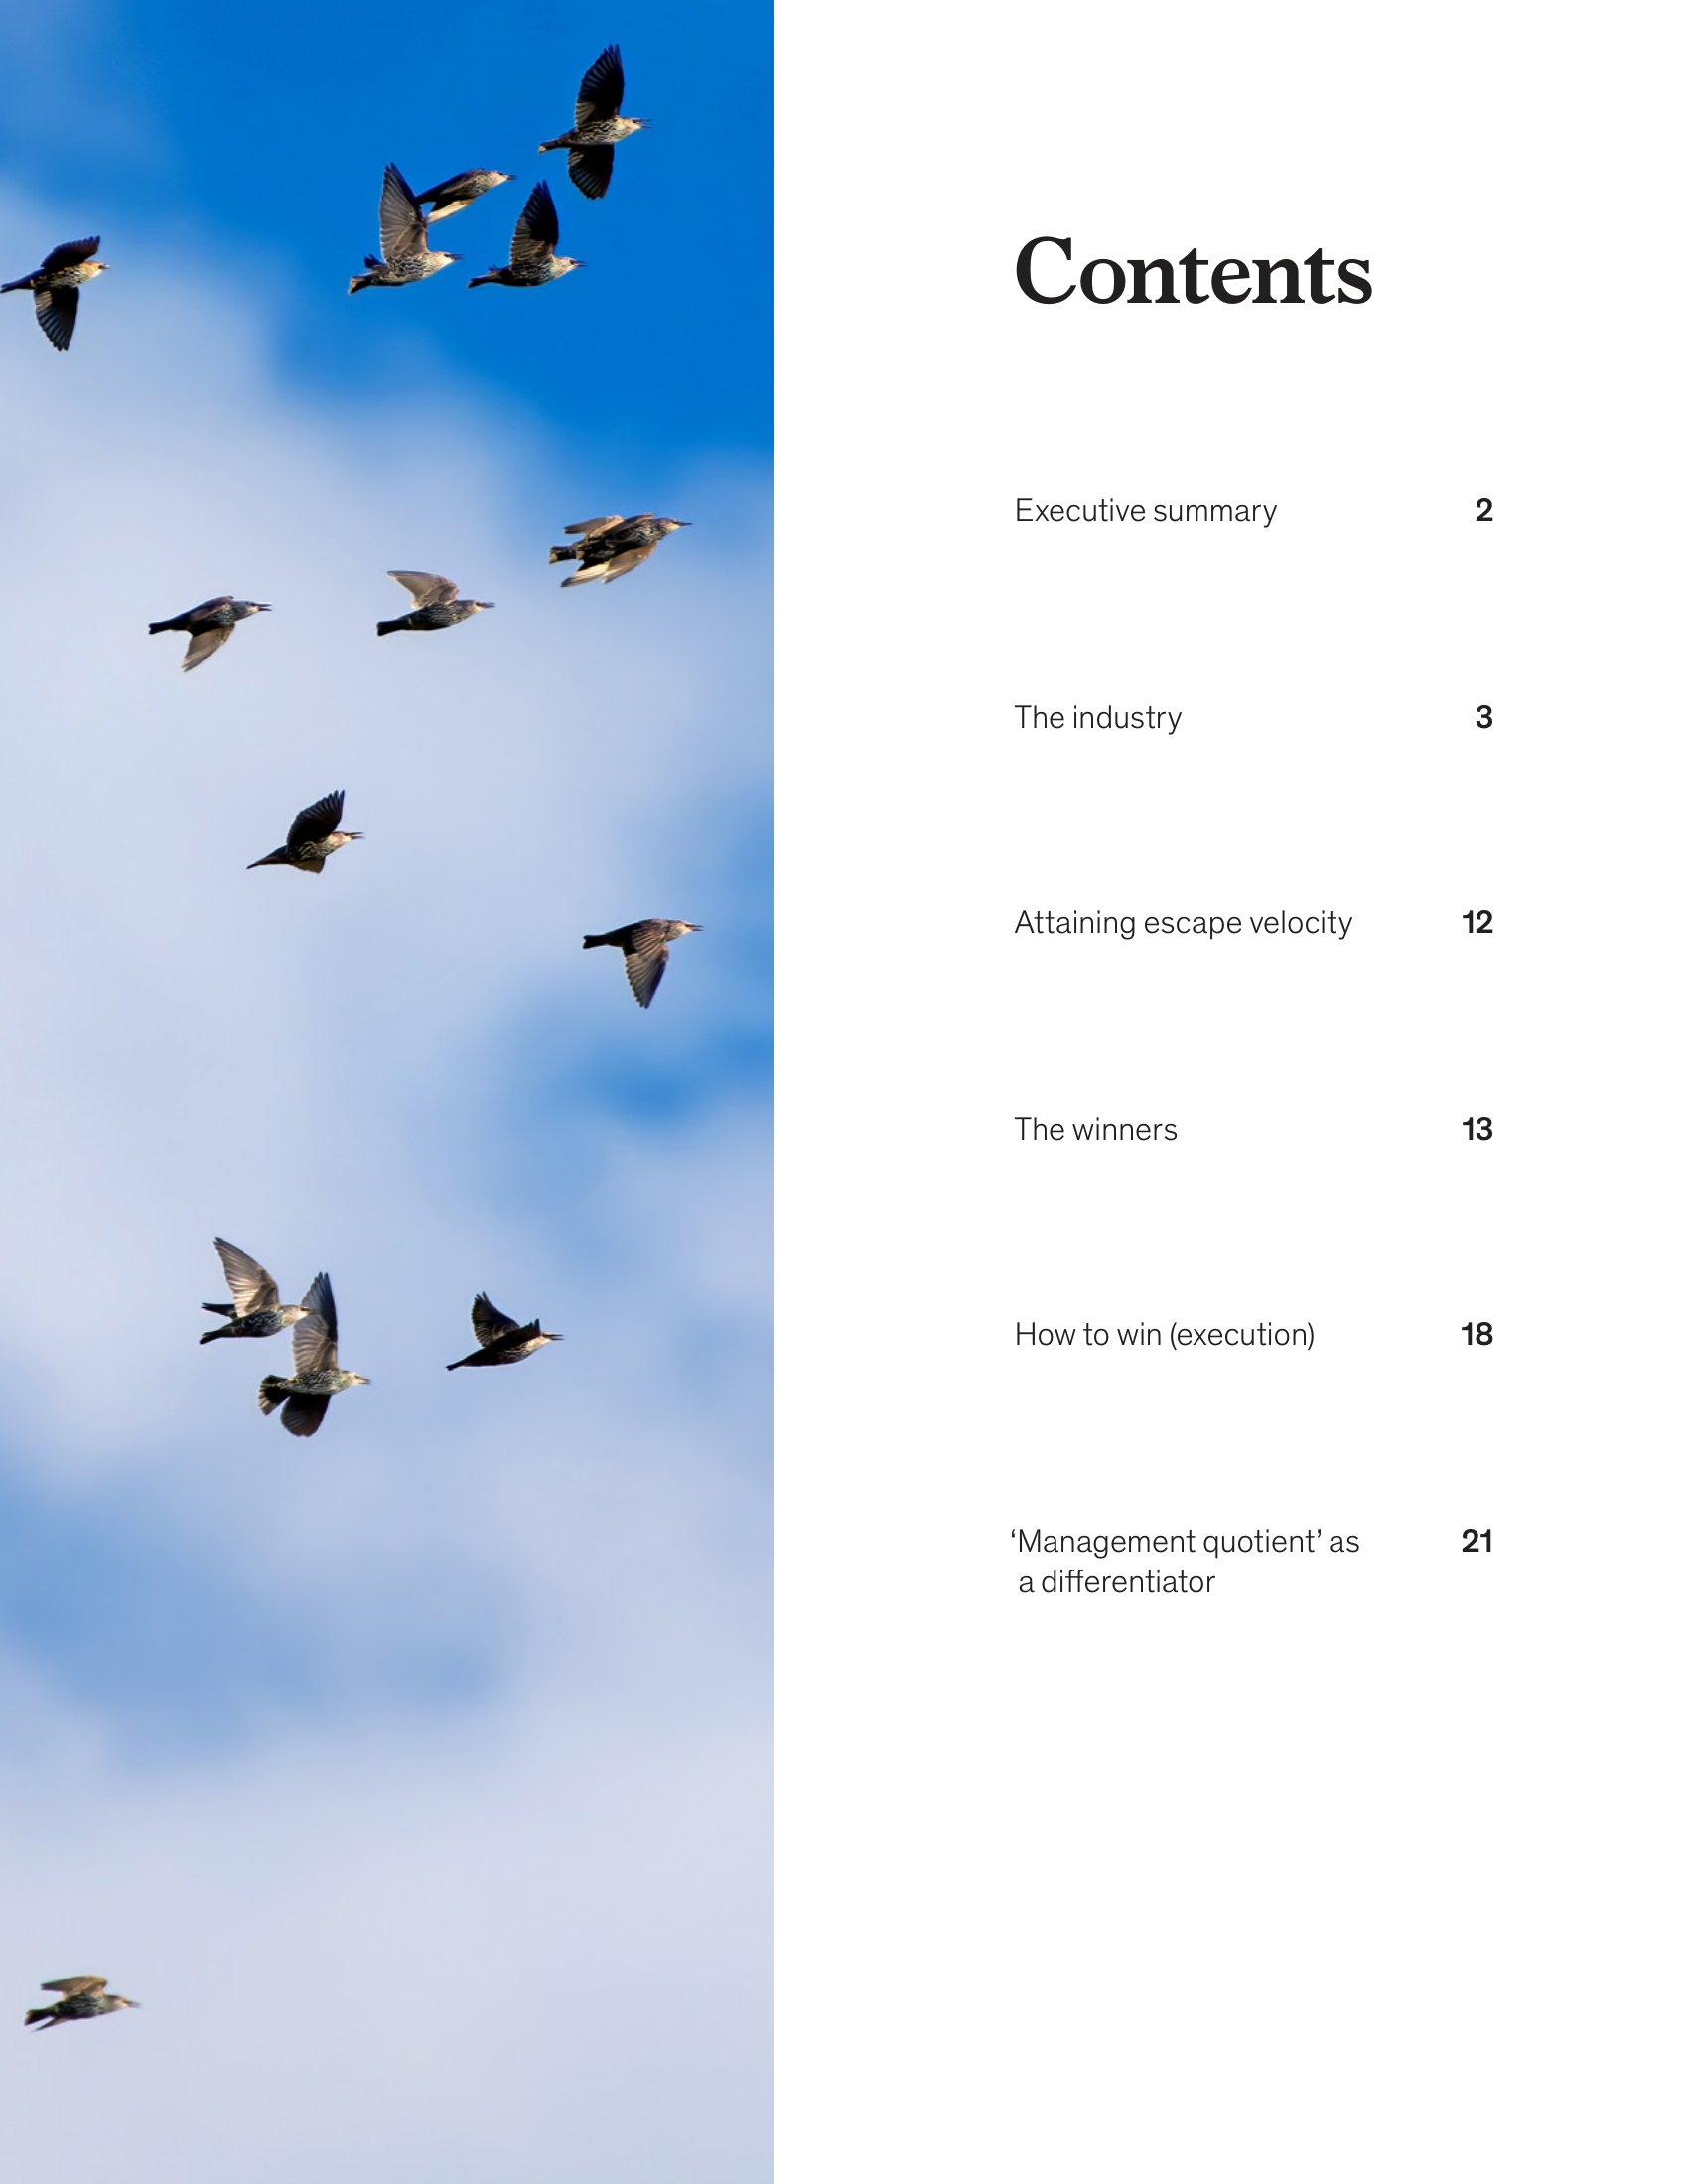 Contents
Executive summary 2
The industry 3
Attaining escape velocity 12
The winners 13
How to win (execution) 18
‘Management quotient’ as 21
a differentiator